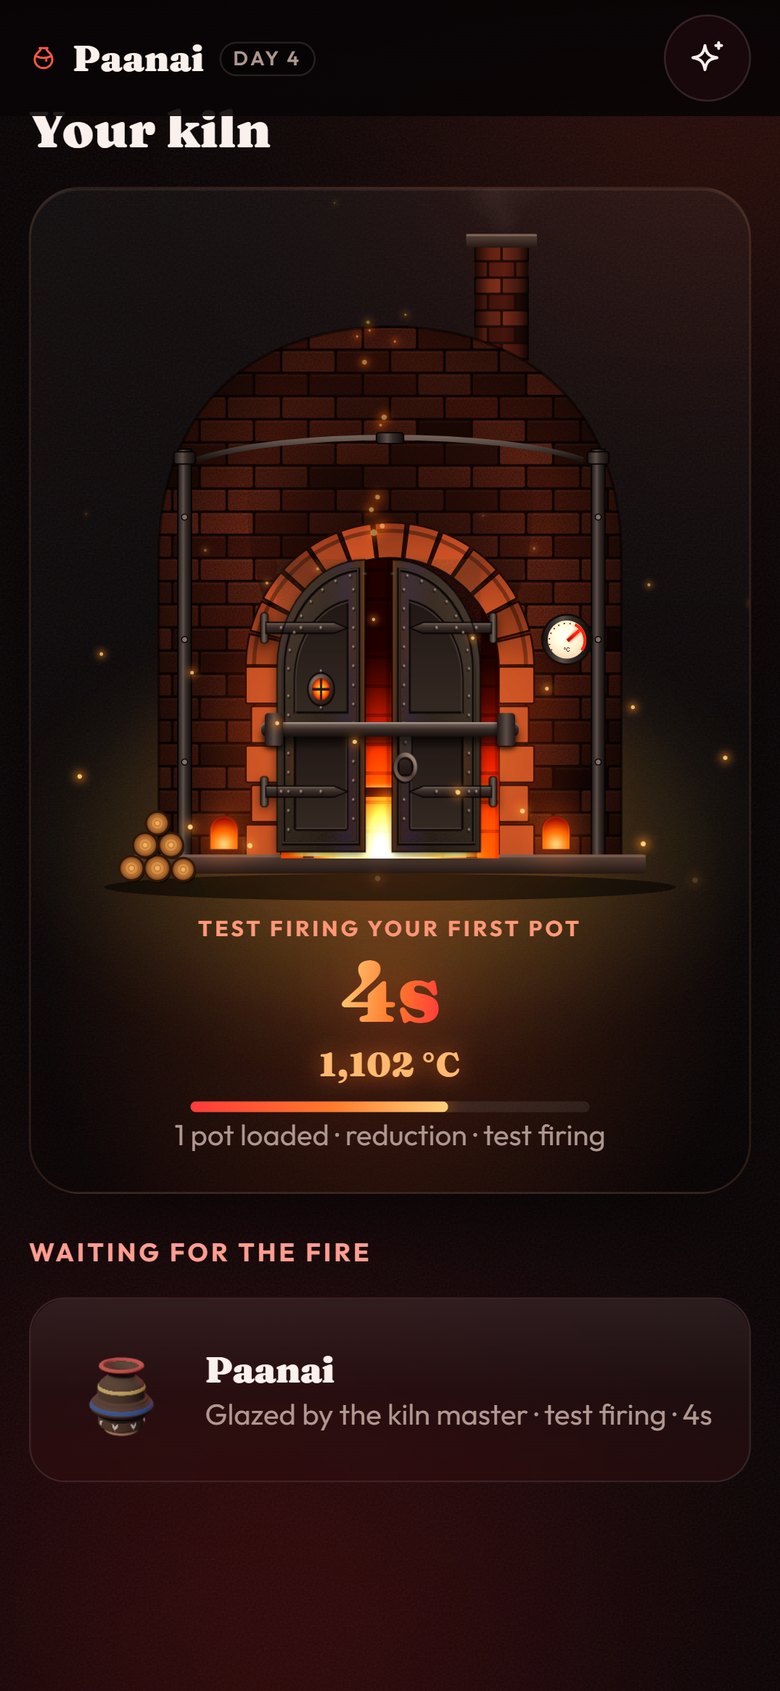 Paanai
DAY 4
Your kiln
°C
TEST FIRING YOUR FIRST POT
4s
1,102 °C
1 pot loaded · reduction · test firing
WAITING FOR THE FIRE
Paanai
Glazed by the kiln master · test firing · 4s